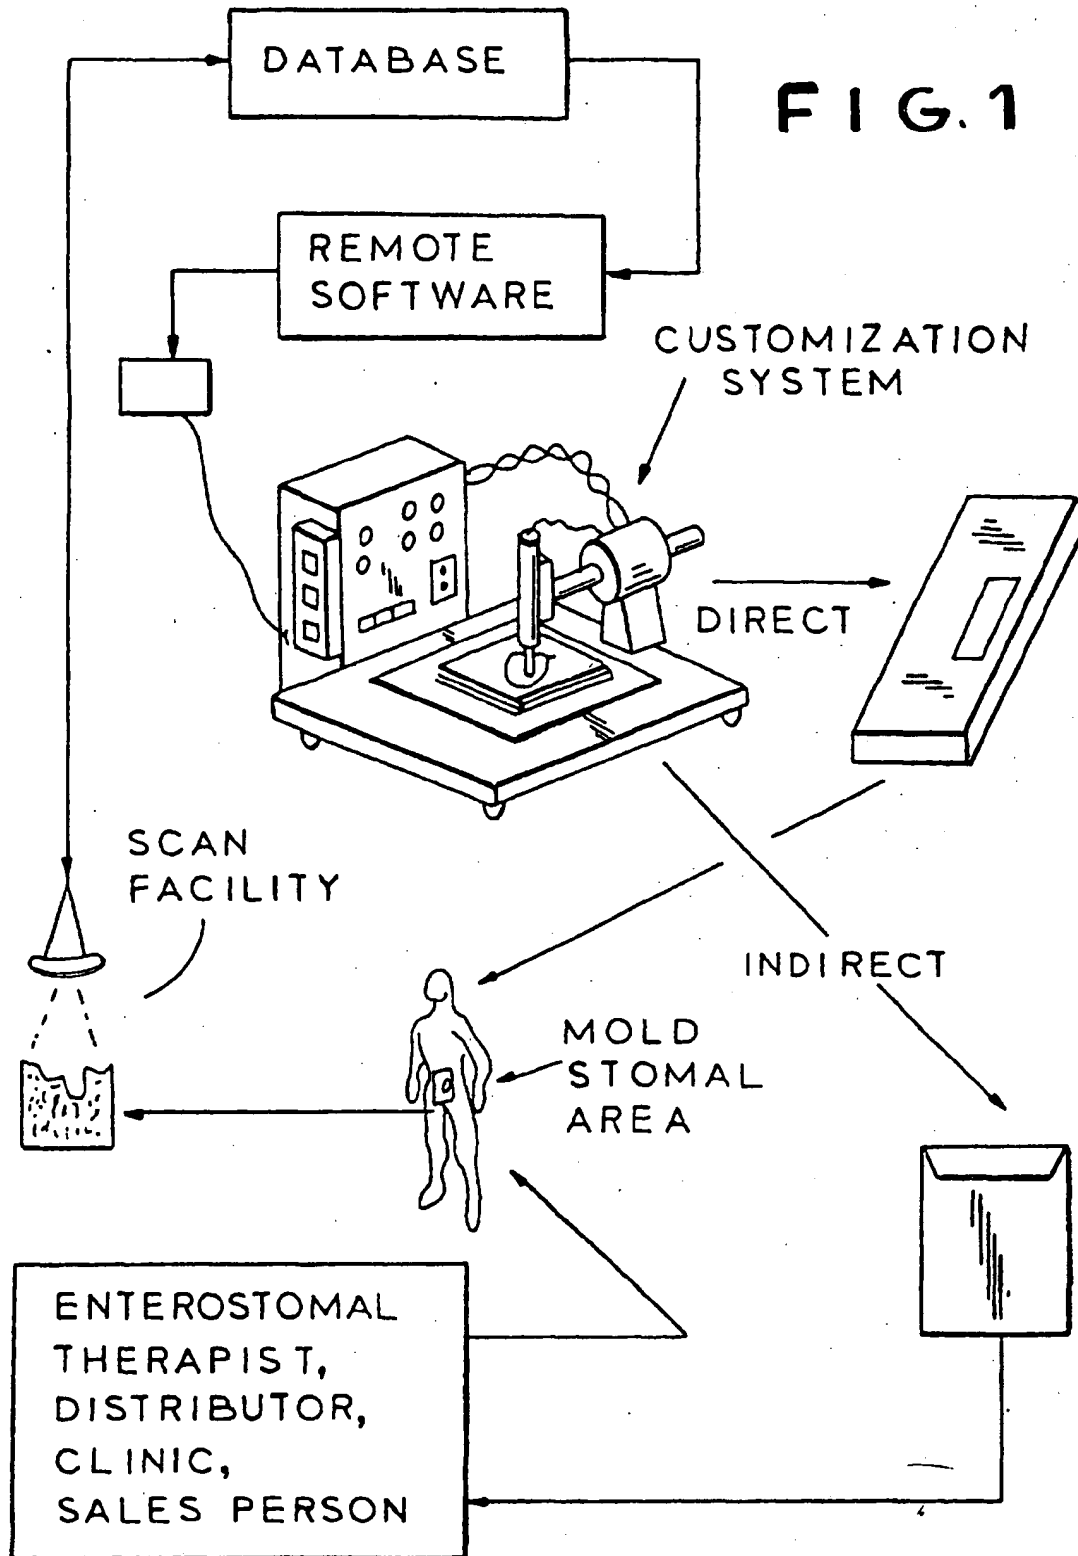 DATABASE
FIG. 1
REMOTE
SOFTWARE
CUSTOMIZATION
SYSTEM
DIRECT
SCAN
FACILITY
INDIRECT
MOLD
STOMAL
AREA
ENTEROSTOMAL
THERAPIST,
DISTRIBUTOR,
CLINIC,
SALES PERSON